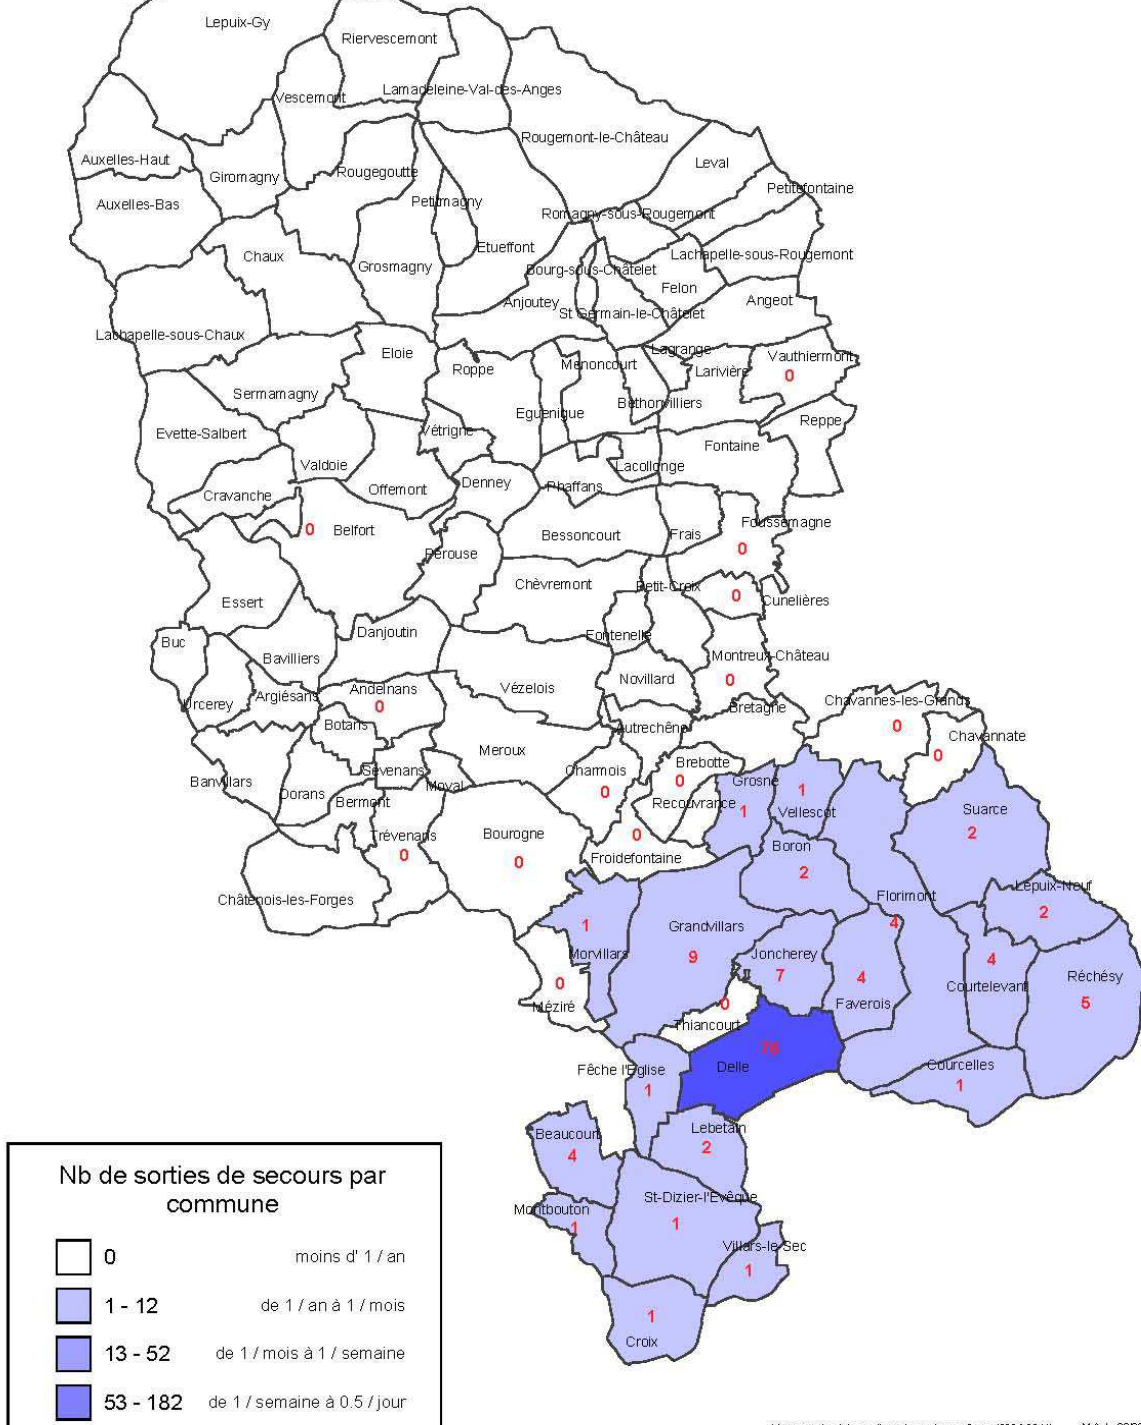 Lepuix-Gy
Riervescemont
Lamadeleine-Val-des-Anges
Vescemont
Rougemont-le-Château
Auxelles-Haut
Leval
Giromagny
Rougegoutte
Petitefontaine
Auxelles-Bas
Petitmagny
Romagny-sous-Rougemont
Etueffont
Chaux
Lachapelle-sous-Rougemont
Grosmagny
Bourg-sous-Châtelet
Felon
Anjoutey
Angeot
St Germain-le-Châtelet
Lachapelle-sous-Chaux
Eloie
Lagrange
Vauthiermont
Roppe
Menoncourt
Larivière
0
Sermamagny
Eguenigue
Bethonvilliers
Reppe
Evette-Salbert
Vétrigne
Fontaine
Valdoie
Lacollonge
Cravanche
Offemont
Denney
Phaffans
0
Belfort
Bessoncourt
Frais
Foussemagne
0
Pérouse
Chèvremont
Petit-Croix
0
Cunelières
Essert
Danjoutin
Fontenelle
Buc
Bavilliers
Montreux-Château
0
Novillard
Vézelois
Andelnans
0
Argiésans
Urcerey
Bretagne
Chavannes-les-Grands
0
Botans
Autrechêne
Chavannate
0
Meroux
Sévenans
Charmois
0
Brebotte
0
Banvillars
Moval
Grosne
1
1
Vellescot
Dorans
Bermont
Recouvrance
Suarce
2
Trévenans
0
Bourogne
0
0
Froidefontaine
Boron
2
Lepuix-Neuf
2
Châtenois-les-Forges
Florimont
4
1
Morvillars
Grandvillars
9
Joncherey
7
4
Faverois
4
Courtelevant
Réchésy
5
0
Méziré
0
Thiancourt
78
Delle
Fêche l'Eglise
1
Courcelles
1
Beaucourt
4
Lebetain
2
Montbouton
1
St-Dizier-l'Evêque
1
Villars-le-Sec
1
1
Croix
Nb de sorties de secours par
commune
0 moins d' 1 / an
1 - 12 de 1 / an à 1 / mois
13 - 52 de 1 / mois à 1 / semaine
53 - 182 de 1 / semaine à 0.5 / jour